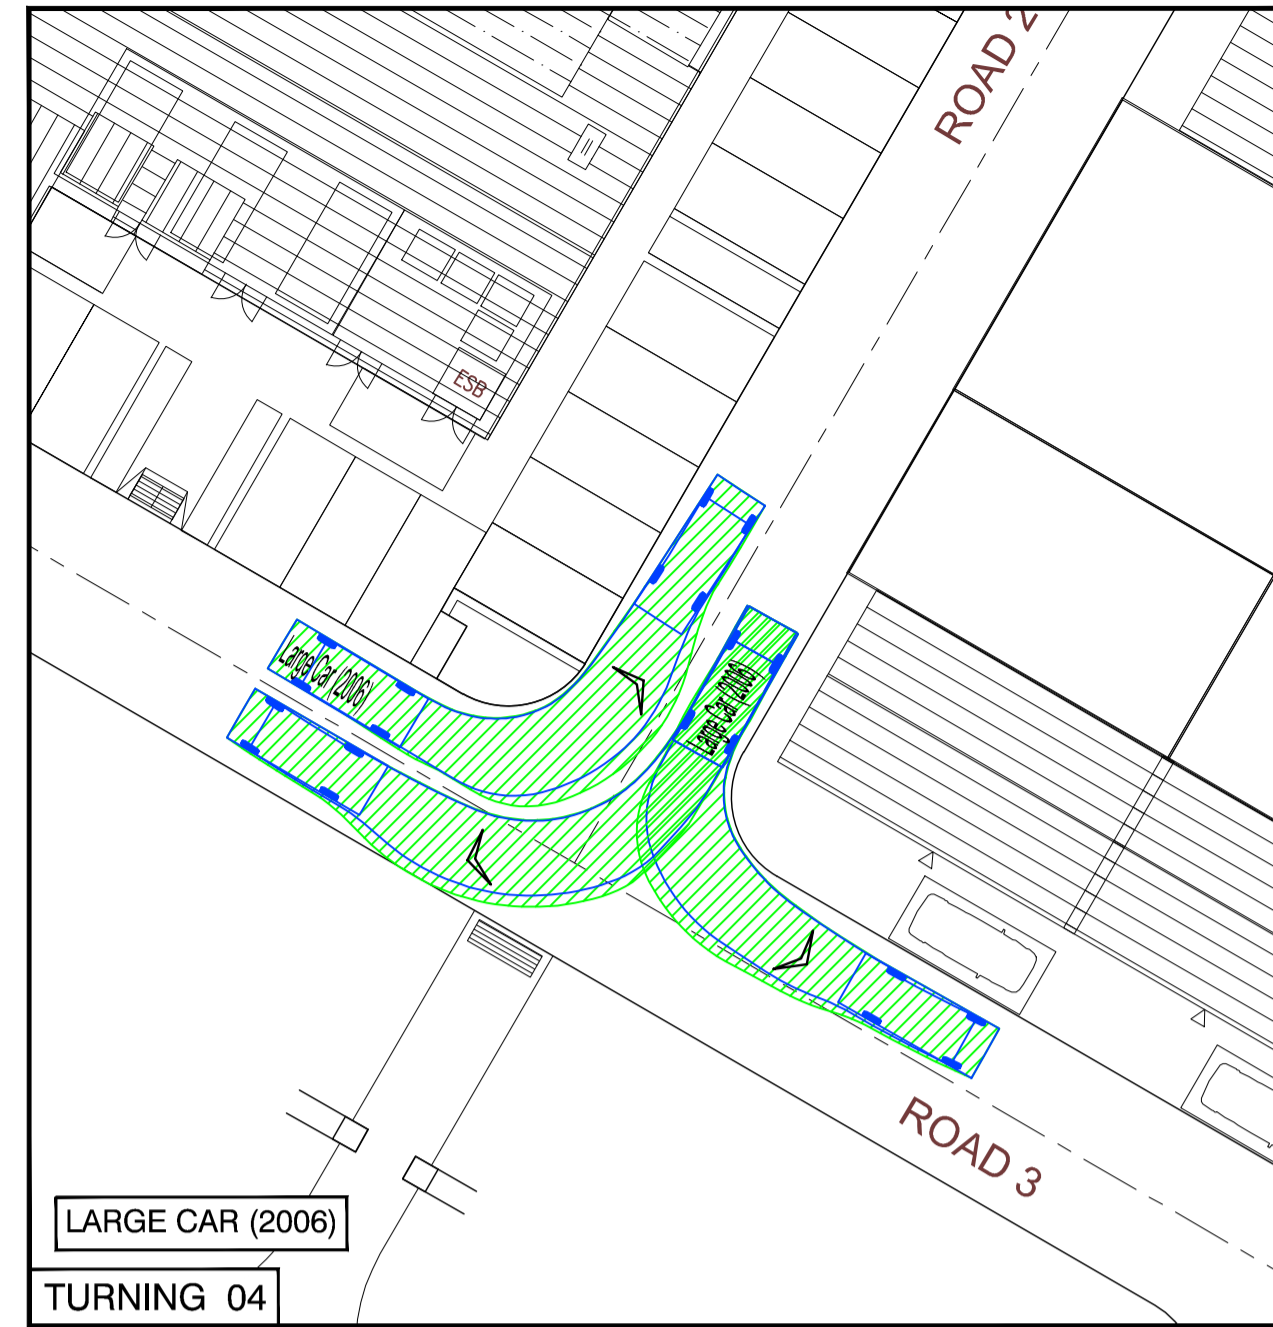 ROAD 2
ESB
Large Car (2006)
Large Car (2006)
ROAD 3
LARGE CAR (2006)
TURNING 04